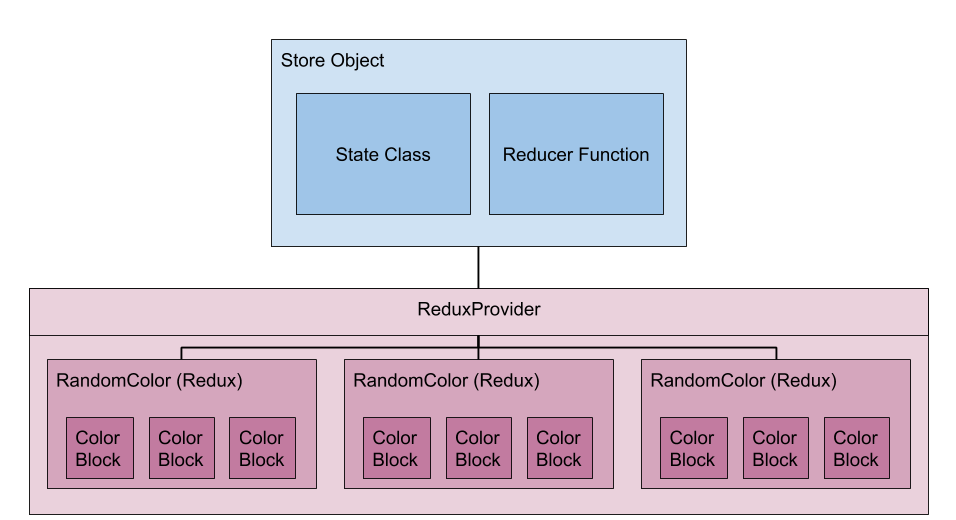 Store Object
State Class
Reducer Function
ReduxProvider
RandomColor (Redux)
Color
Block
Color
Block
Color
Block
RandomColor (Redux)
Color
Block
Color
Block
Color
Block
RandomColor (Redux)
Color
Block
Color
Block
Color
Block